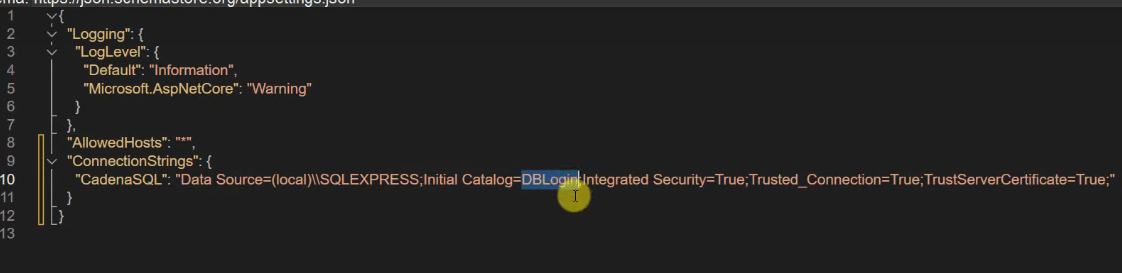 https://json.schemastore.org/appsettings.json
1 {
2 "Logging": {
3 "LogLevel": {
4 "Default": "Information",
5 "Microsoft.AspNetCore": "Warning"
6 }
7 },
8 "AllowedHosts": "*",
9 "ConnectionStrings": {
10 "CadenaSQL": "Data Source=(local)\\SQLEXPRESS;Initial Catalog=DBLogin;Integrated Security=True;Trusted_Connection=True;TrustServerCertificate=True;"
11 }
12 }
13